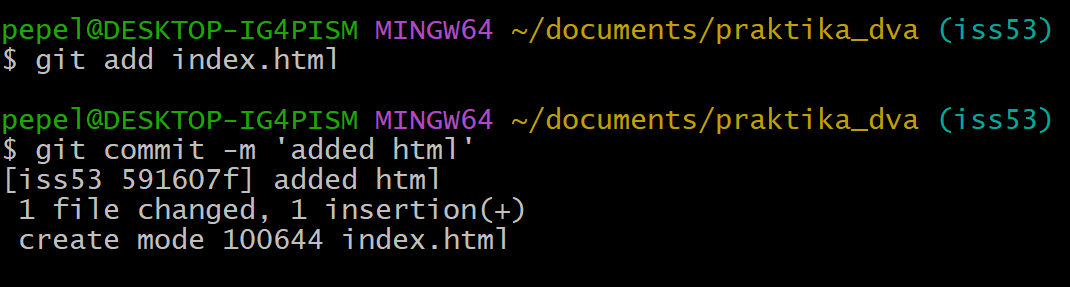 pepel@DESKTOP-IG4PISM MINGW64 ~/documents/praktika_dva (iss53)
$ git add index.html
pepel@DESKTOP-IG4PISM MINGW64 ~/documents/praktika_dva (iss53)
$ git commit -m 'added html'
[iss53 591607f] added html
 1 file changed, 1 insertion(+)
 create mode 100644 index.html